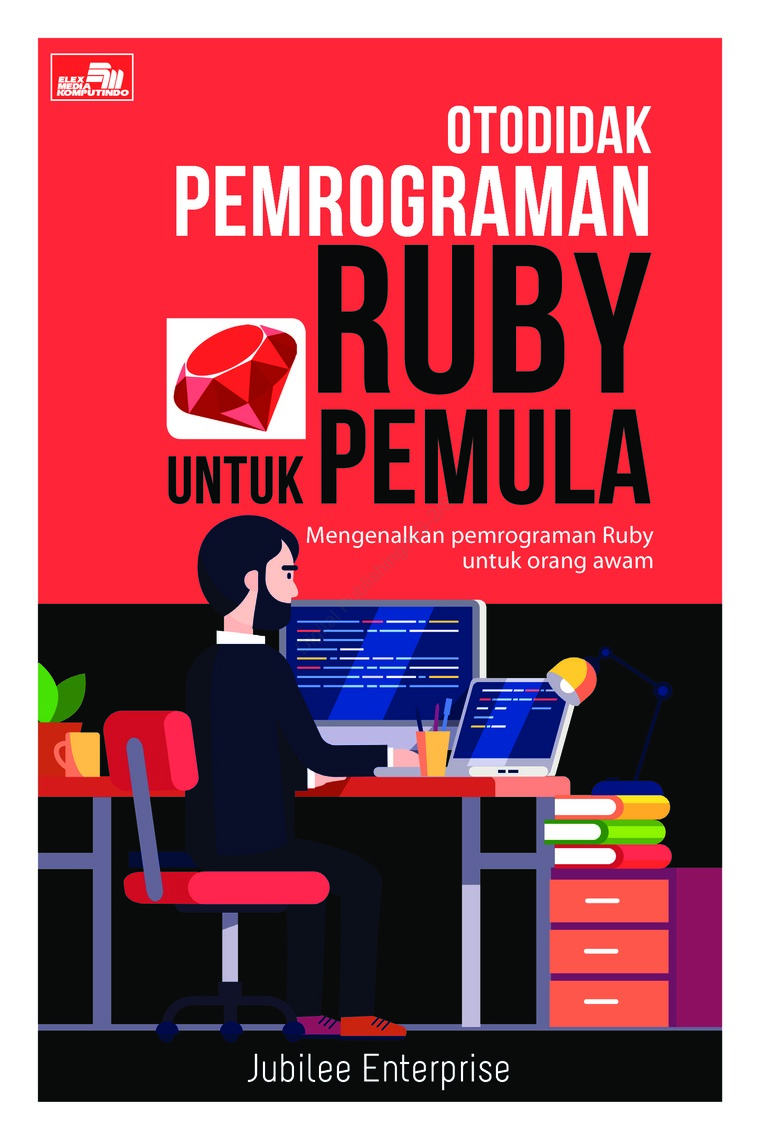 ELEX
MEDIA
KOMPUTINDO
OTODIDAK
PEMROGRAMAN
RUBY
UNTUK PEMULA
Mengenalkan pemrograman Ruby
untuk orang awam
Jubilee Enterprise